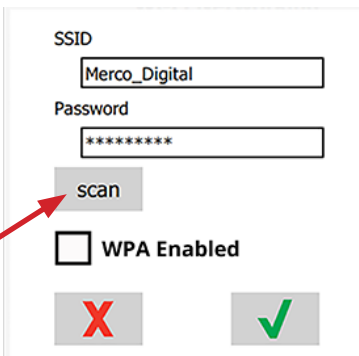 SSID
Merco_Digital
Password
*********
scan
WPA Enabled
X ✓